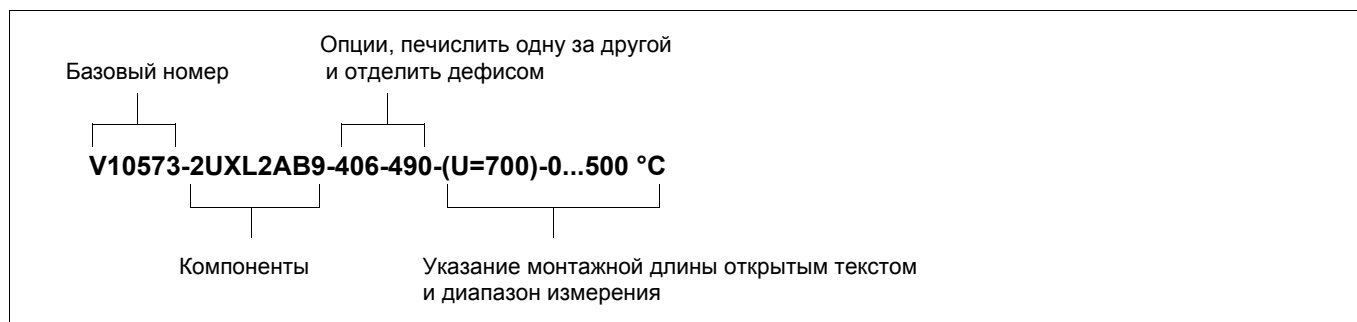 Опции, печислить одну за другой
и отделить дефисом
Базовый номер
V10573-2UXL2AB9-406-490-(U=700)-0...500 °C
Компоненты
Указание монтажной длины открытым текстом
и диапазон измерения